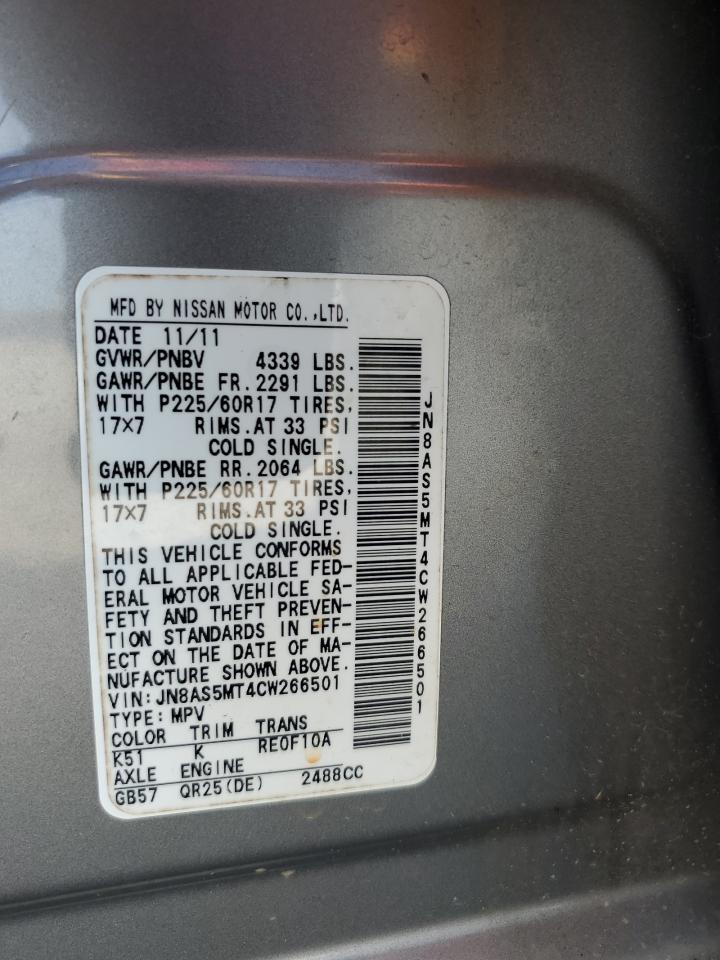 MFD BY NISSAN MOTOR CO.,LTD.
DATE 11/11
GVWR/PNBV 4339 LBS.
GAWR/PNBE FR.2291 LBS.
WITH P225/60R17 TIRES,
17×7 RIMS.AT 33 PSI
COLD SINGLE.
GAWR/PNBE RR.2064 LBS.
WITH P225/60R17 TIRES,
17×7 RIMS.AT 33 PSI
COLD SINGLE.
THIS VEHICLE CONFORMS
TO ALL APPLICABLE FED-
ERAL MOTOR VEHICLE SA-
FETY AND THEFT PREVEN-
TION STANDARDS IN EFF-
ECT ON THE DATE OF MA-
NUFACTURE SHOWN ABOVE.
VIN:JN8AS5MT4CW266501
TYPE:MPV
COLOR TRIM TRANS
K51 K RE0F10A
AXLE ENGINE
GB57 QR25(DE) 2488CC
JN8AS5MT4CW266501